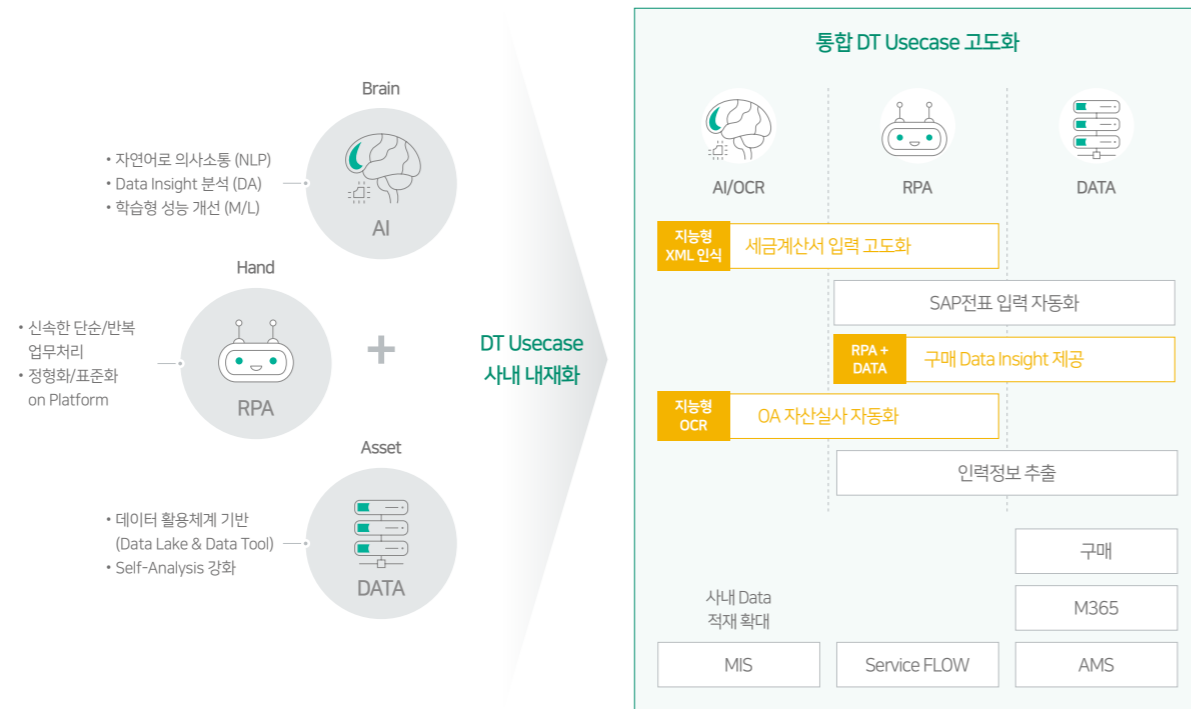 Brain
• 자연어로 의사소통 (NLP)
• Data Insight 분석 (DA)
• 학습형 성능 개선 (M/L)
AI
Hand
• 신속한 단순/반복
업무처리
• 정형화/표준화
on Platform
RPA
+
Asset
• 데이터 활용체계 기반
(Data Lake & Data Tool)
• Self-Analysis 강화
DATA
DT Usecase
사내 내재화
통합 DT Usecase 고도화
AI/OCR
RPA
DATA
지능형
XML 인식
세금계산서 입력 고도화
SAP전표 입력 자동화
RPA +
DATA
구매 Data Insight 제공
지능형
OCR
OA 자산실사 자동화
인력정보 추출
구매
사내 Data
적재 확대
M365
MIS
Service FLOW
AMS